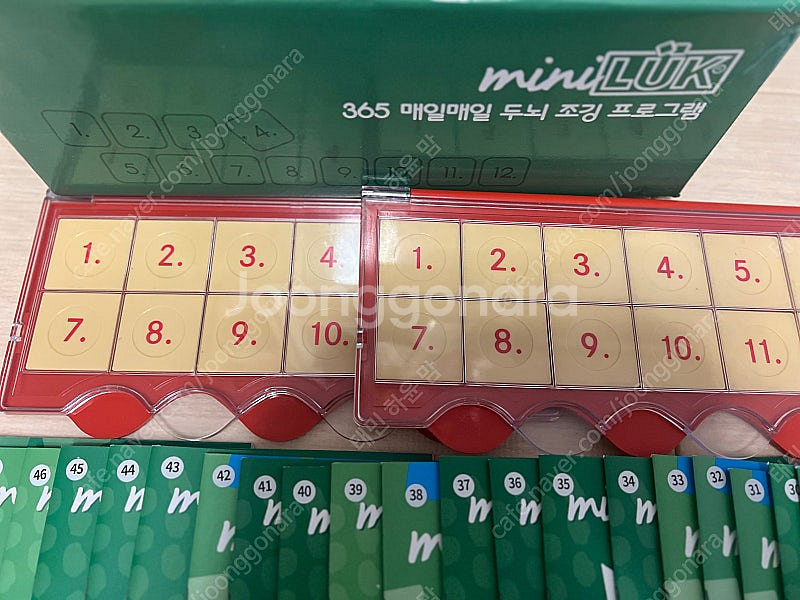 miniLÜK
365 매일매일 두뇌 조깅 프로그램
1. 2. 3. 4.
5. 6. 7. 8. 9. 10. 11. 12.
1. 2. 3. 4.
7. 8. 9. 10.
1. 2. 3. 4. 5.
7. 8. 9. 10. 11.
Joonggonara
46 45 44 43 42 41 40 39 38 37 36 35 34 33 32 31